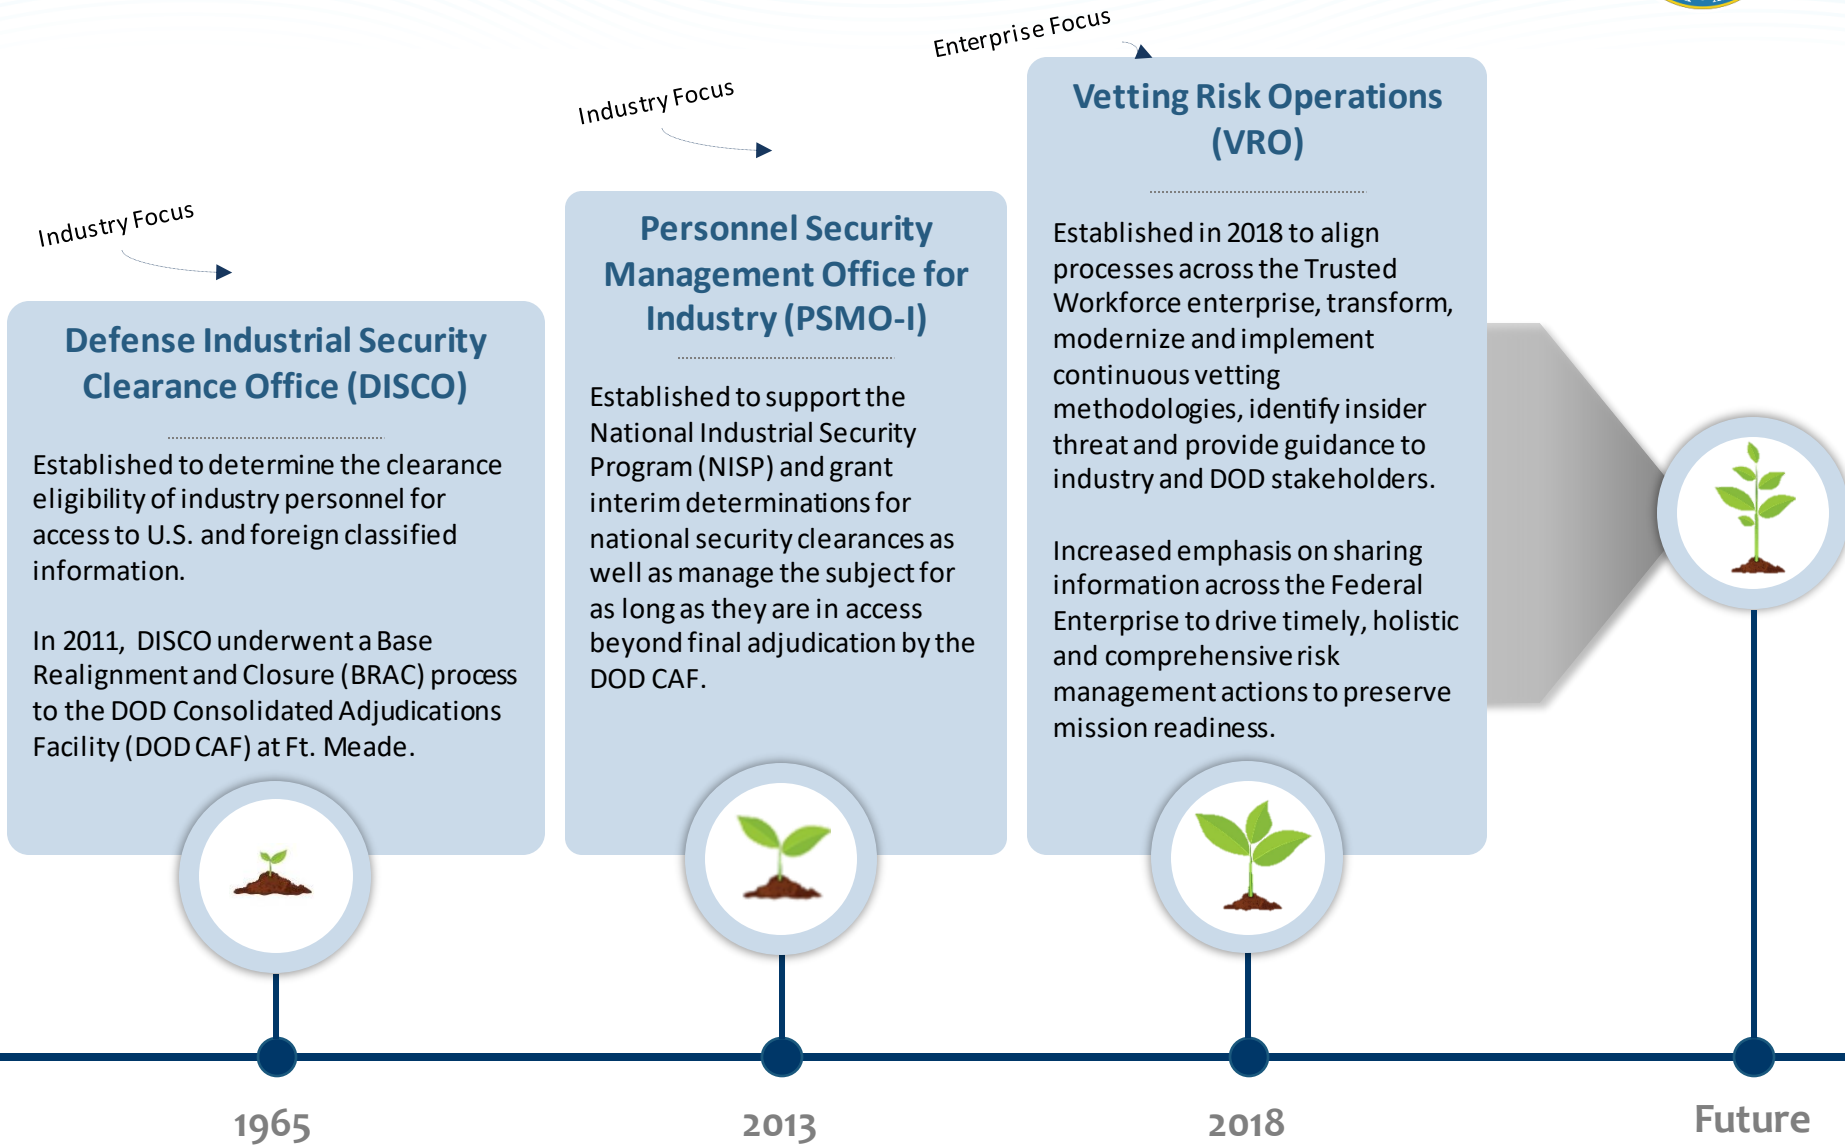 Industry Focus
Defense Industrial Security
Clearance Office (DISCO)
Established to determine the clearance
eligibility of industry personnel for
access to U.S. and foreign classified
information.
In 2011, DISCO underwent a Base
Realignment and Closure (BRAC) process
to the DOD Consolidated Adjudications
Facility (DOD CAF) at Ft. Meade.
Industry Focus
Personnel Security
Management Office for
Industry (PSMO-I)
Established to support the
National Industrial Security
Program (NISP) and grant
interim determinations for
national security clearances as
well as manage the subject for
as long as they are in access
beyond final adjudication by the
DOD CAF.
Enterprise Focus
Vetting Risk Operations
(VRO)
Established in 2018 to align
processes across the Trusted
Workforce enterprise, transform,
modernize and implement
continuous vetting
methodologies, identify insider
threat and provide guidance to
industry and DOD stakeholders.
Increased emphasis on sharing
information across the Federal
Enterprise to drive timely, holistic
and comprehensive risk
management actions to preserve
mission readiness.
1965
2013
2018
Future